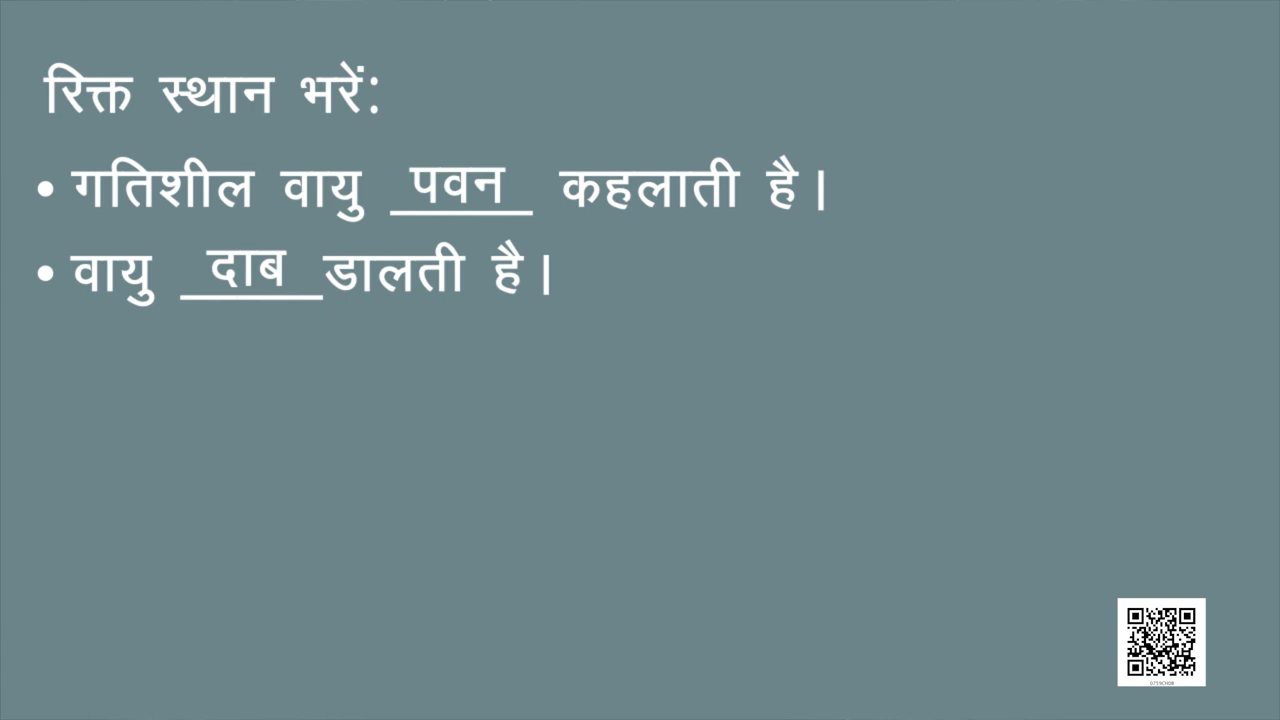 रिक्त स्थान भरें:
• गतिशील वायु पवन कहलाती है।
• वायु दाब डालती है।